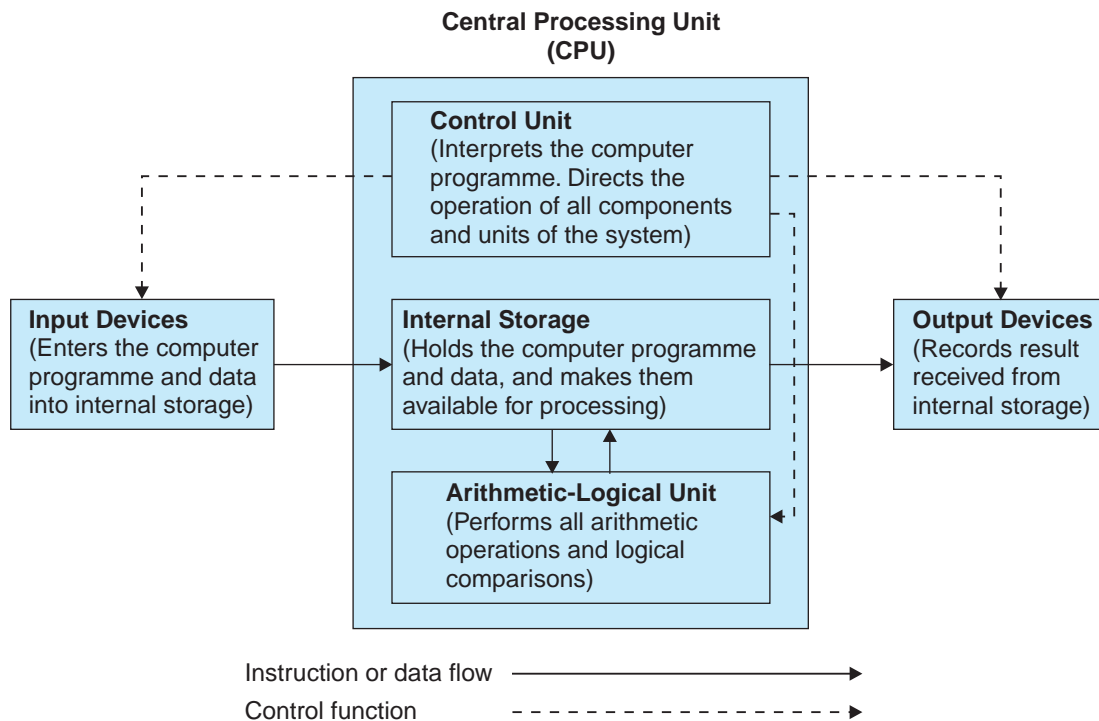 Central Processing Unit
(CPU)
Control Unit
(Interprets the computer
programme. Directs the
operation of all components
and units of the system)
Input Devices
(Enters the computer
programme and data
into internal storage)
Internal Storage
(Holds the computer programme
and data, and makes them
available for processing)
Output Devices
(Records result
received from
internal storage)
Arithmetic-Logical Unit
(Performs all arithmetic
operations and logical
comparisons)
Instruction or data flow
Control function